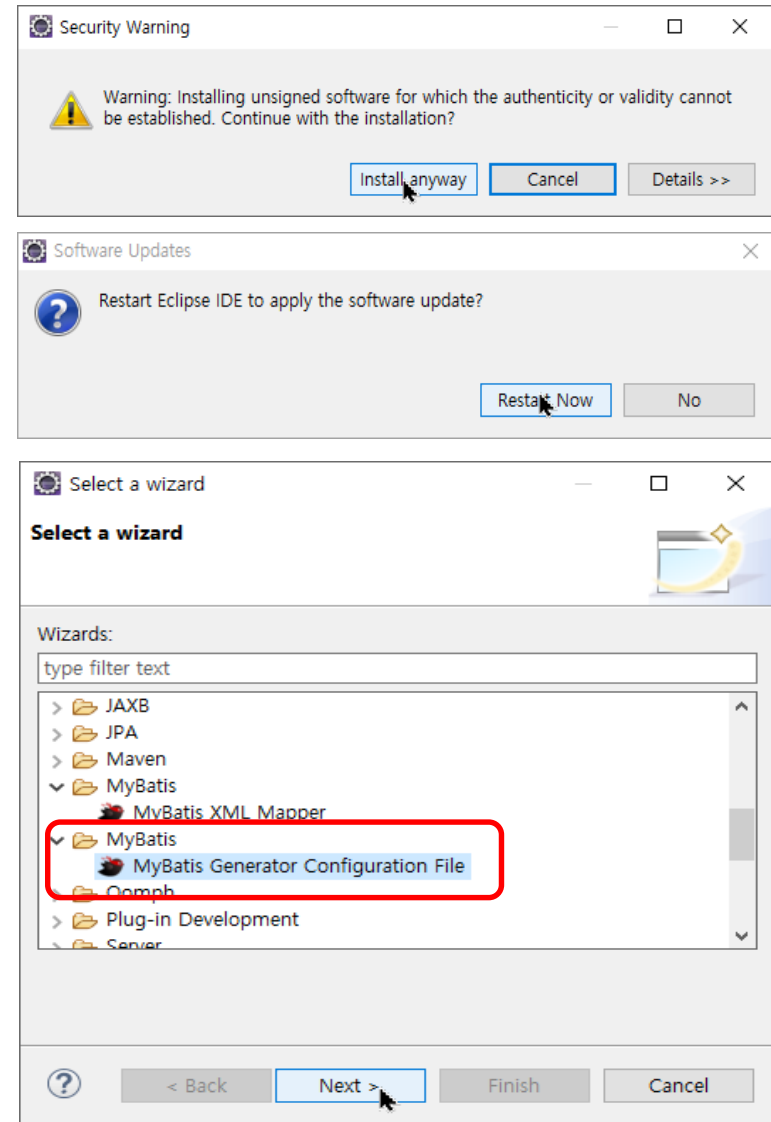 Security Warning
Warning: Installing unsigned software for which the authenticity or validity cannot
be established. Continue with the installation?
Install anyway
Cancel
Details >>
Software Updates
Restart Eclipse IDE to apply the software update?
Restart Now
No
Select a wizard
Select a wizard
Wizards:
type filter text
JAXB
JPA
Maven
MyBatis
MyBatis XML Mapper
MyBatis
MyBatis Generator Configuration File
Oomph
Plug-in Development
Server
< Back
Next >
Finish
Cancel